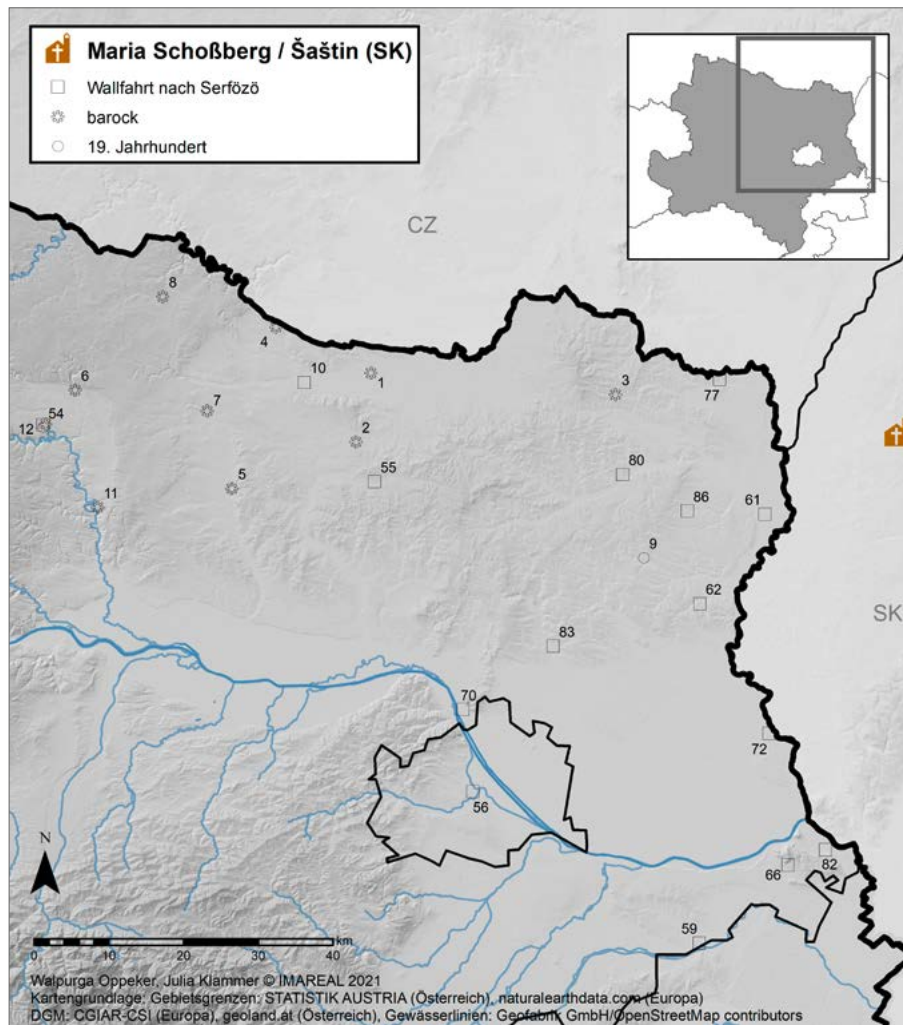 Maria Schoßberg / Šaštin (SK)
Wallfahrt nach Serfözö
barock
19. Jahrhundert
CZ
8
4
10
1
3
77
6
7
54
12
2
55
80
5
86
61
11
9
62
SK
83
70
72
56
82
66
59
N
0 10 20 30 40
km
Walpurga Oppeker, Julia Klammer © IMAREAL 2021
Kartengrundlage: Gebietsgrenzen: STATISTIK AUSTRIA (Österreich), naturalearthdata.com (Europa)
DGM: CGIAR-CSI (Europa), geoland.at (Österreich), Gewässerlinien: Geofabrik GmbH/OpenStreetMap contributors